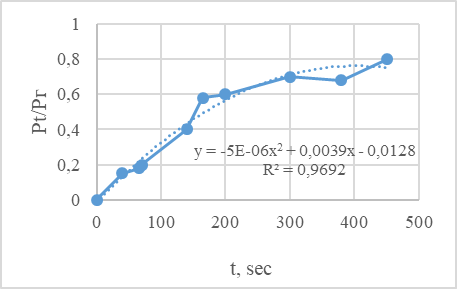 1
0,8
0,6
0,4
0,2
0
Pt/Pr
y = -5E-06x² + 0,0039x - 0,0128
R² = 0,9692
0 100 200 300 400 500
t, sec